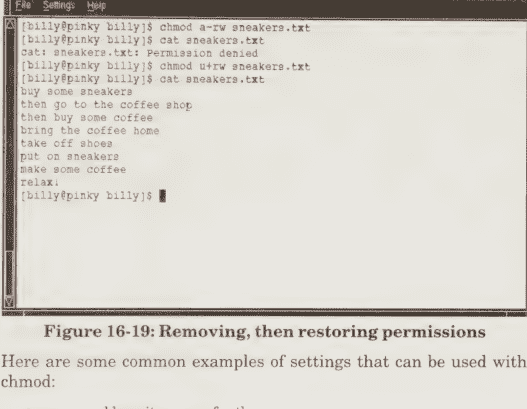 File Settings Help
[billy@pinky billy]$ chmod a-rw sneakers.txt
[billy@pinky billy]$ cat sneakers.txt
cat: sneakers.txt: Permission denied
[billy@pinky billy]$ chmod u+rw sneakers.txt
[billy@pinky billy]$ cat sneakers.txt
buy some sneakers
then go to the coffee shop
then buy some coffee
bring the coffee home
take off shoes
put on sneakers
make some coffee
relax!
[billy@pinky billy]$
Figure 16-19: Removing, then restoring permissions
Here are some common examples of settings that can be used with
chmod: